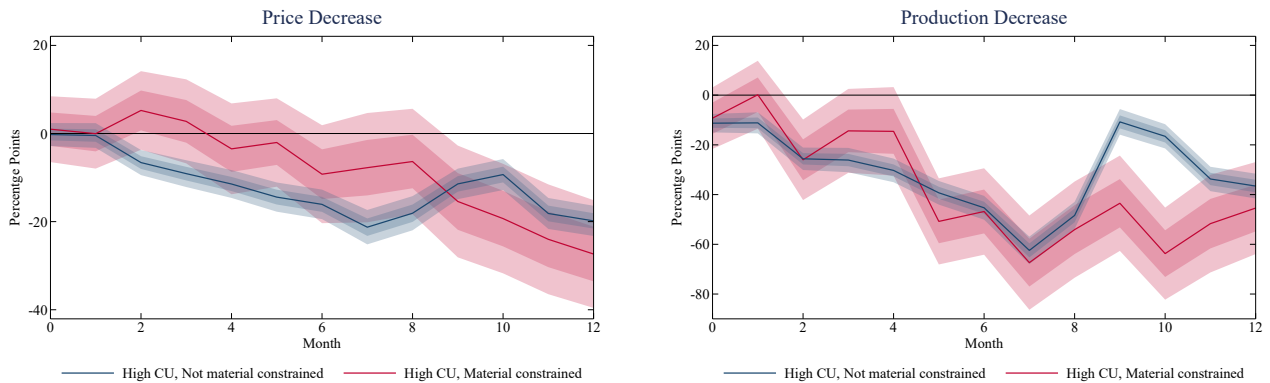 Price Decrease
Percentge Points
20
0
-20
-40
0 2 4 6 8 10 12
Month
High CU, Not material constrained High CU, Material constrained
Production Decrease
Percentge Points
20
0
-20
-40
-60
-80
0 2 4 6 8 10 12
Month
High CU, Not material constrained High CU, Material constrained